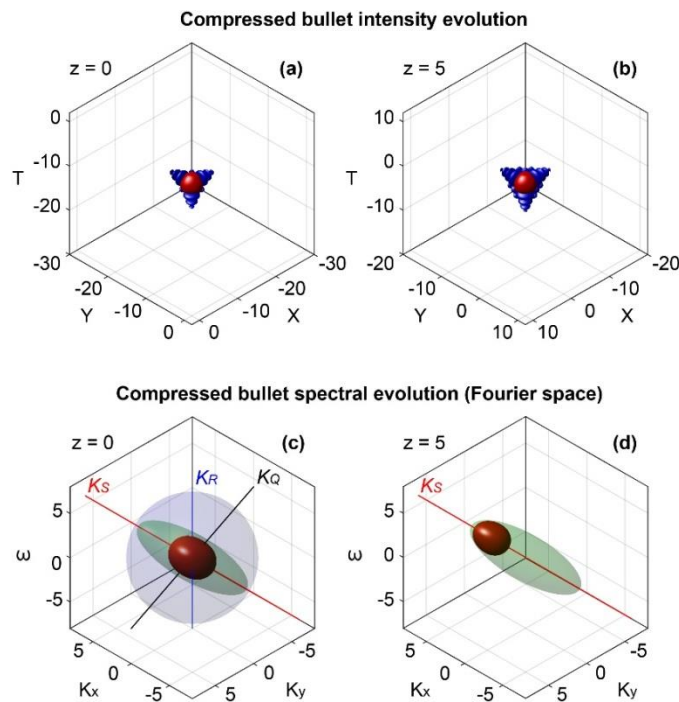 Compressed bullet intensity evolution
z = 0 (a) z = 5 (b)
0 10
-10 0
T T
-20 -10
-30 -30 -20 -20
-20 -20 -10 -10
Y -10 -10 X Y 0 0 X
0 0 10 10
Compressed bullet spectral evolution (Fourier space)
z = 0 (c) z = 5 (d)
KS KR KQ KS
5 5
ε 0 ε 0
-5 -5
5 -5 5 -5
0 0 0 0
Kx -5 5 Ky Kx -5 5 Ky